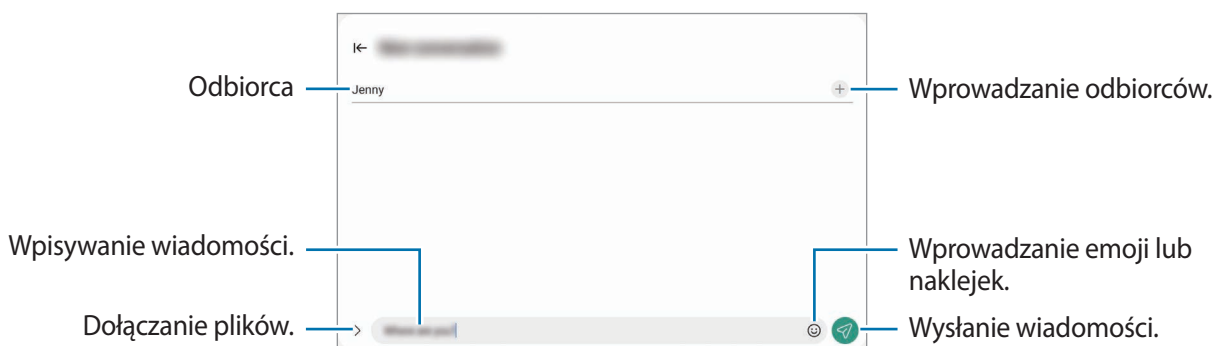 Odbiorca
Jenny
Wprowadzanie odbiorców.
Wpisywanie wiadomości.
Wprowadzanie emoji lub
naklejek.
Dołączanie plików.
Wysłanie wiadomości.